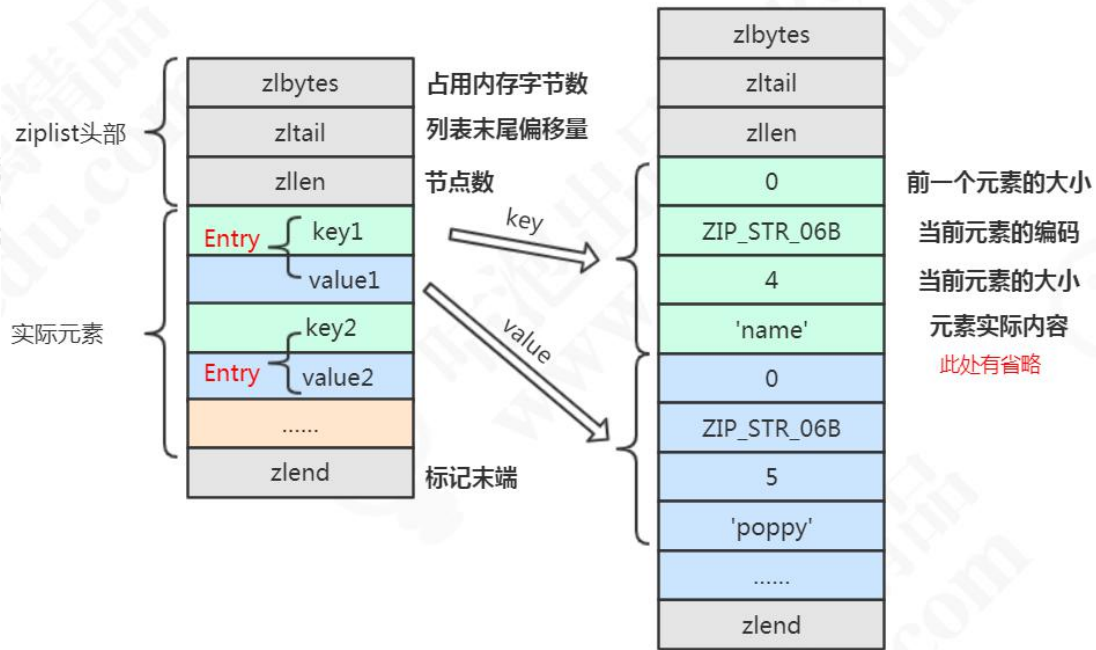 zlbytes
占用内存字节数
zltail
列表末尾偏移量
zllen
节点数
ziplist头部
Entry
key1
value1
key2
Entry
value2
......
实际元素
zlend
标记末端
key
value
zlbytes
zltail
zllen
0
前一个元素的大小
ZIP_STR_06B
当前元素的编码
4
当前元素的大小
'name'
元素实际内容
此处有省略
0
ZIP_STR_06B
5
'poppy'
......
zlend